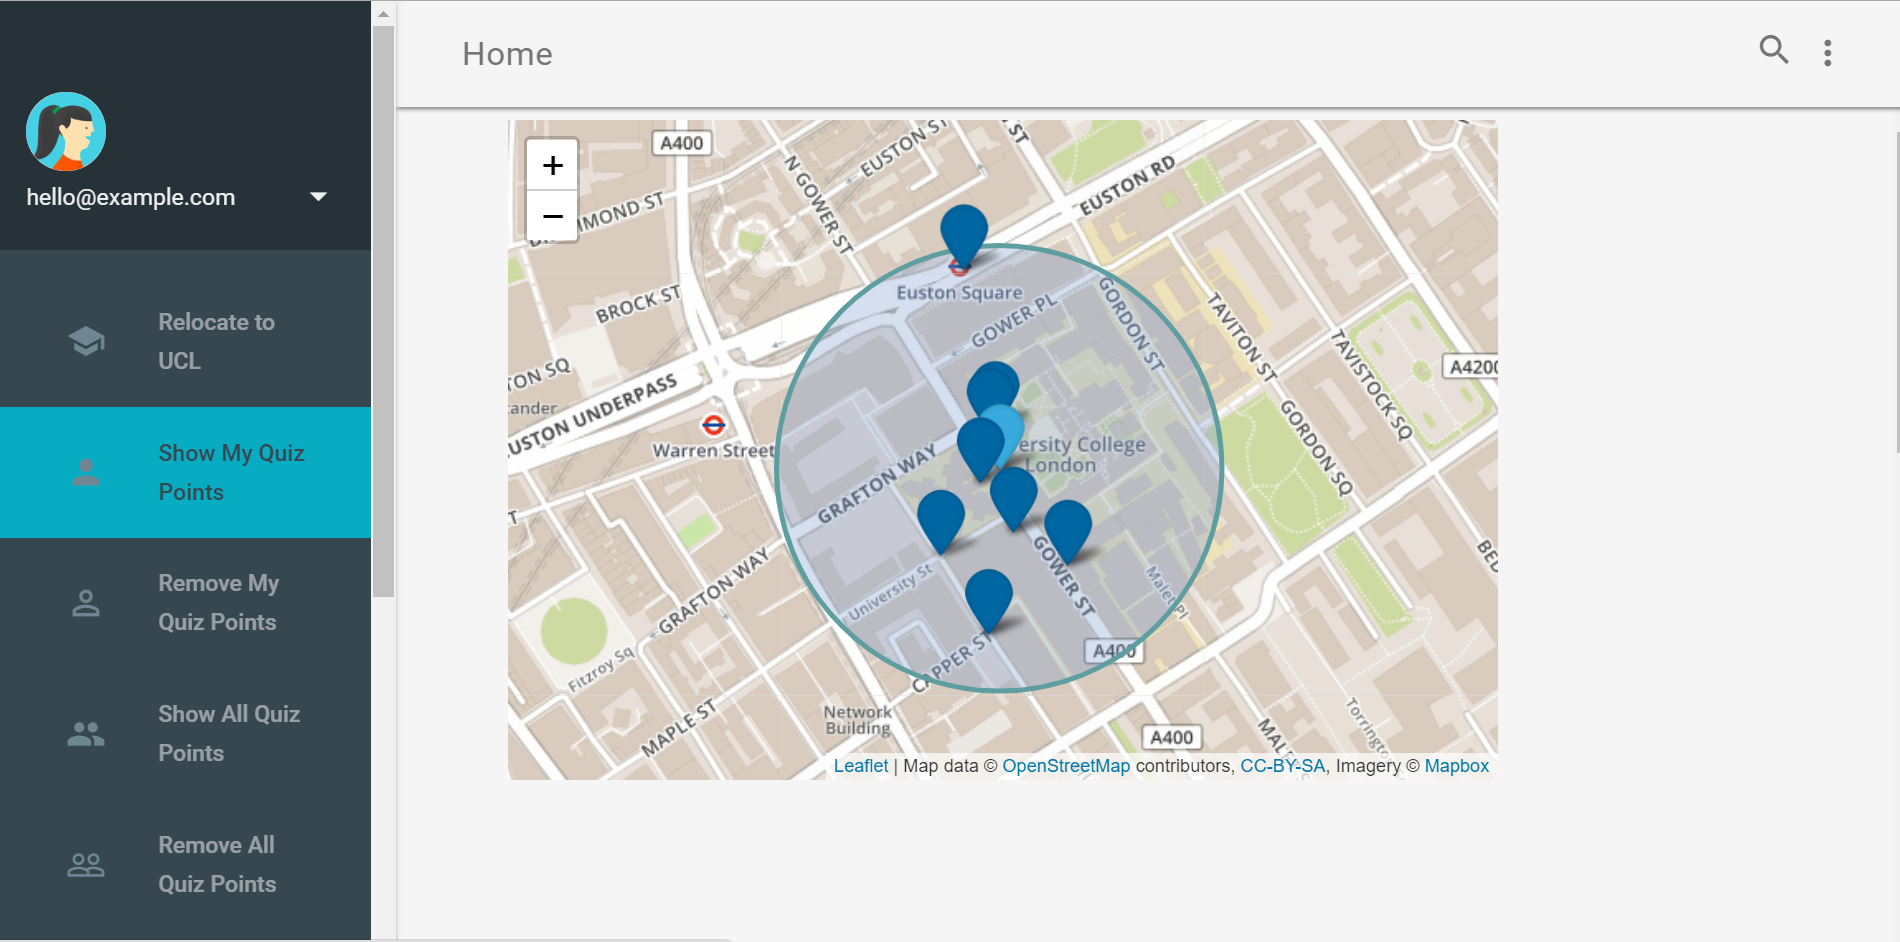 Home
hello@example.com
Relocate to
UCL
Show My Quiz
Points
Remove My
Quiz Points
Show All Quiz
Points
Remove All
Quiz Points
+
−
A400
N GOWER ST
EUSTON ST
ST
EUSTON RD
MMOND ST
BROCK ST
Euston Square
GOWER PL
GORDON ST
TAVITON ST
TAVISTOCK SQ
A4200
TON SQ
ander
USTON UNDERPASS
Warren Street
GORDON SQ
ersity College
London
GRAFTON WAY
GOWER ST
University St
Malet Pl
GRAFTON WAY
Fitzroy Sq
CAPPER ST
A400
MAPLE ST
Network
Building
A400
MAL
Torrington
BED
Leaflet | Map data © OpenStreetMap contributors, CC-BY-SA, Imagery © Mapbox